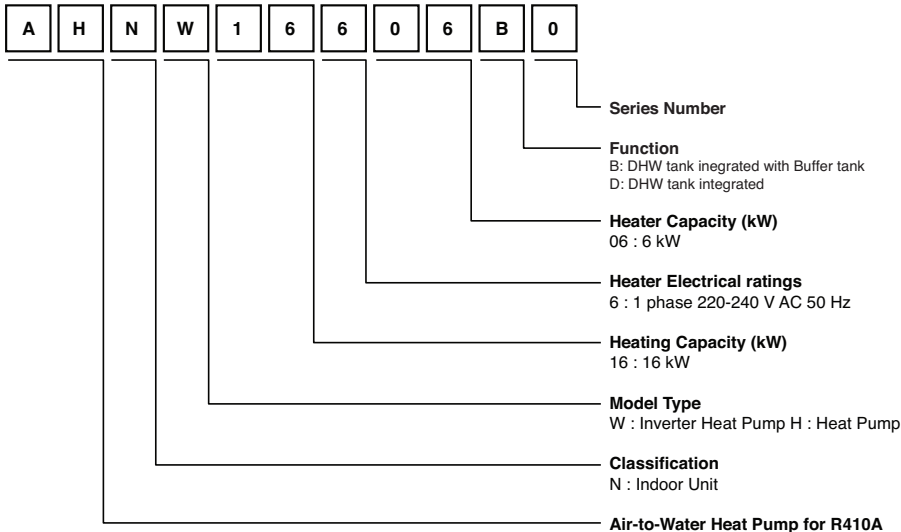 A H N W 1 6 6 0 6 B 0
Series Number
Function
B: DHW tank inegrated with Buffer tank
D: DHW tank integrated
Heater Capacity (kW)
06 : 6 kW
Heater Electrical ratings
6 : 1 phase 220-240 V AC 50 Hz
Heating Capacity (kW)
16 : 16 kW
Model Type
W : Inverter Heat Pump H : Heat Pump
Classification
N : Indoor Unit
Air-to-Water Heat Pump for R410A